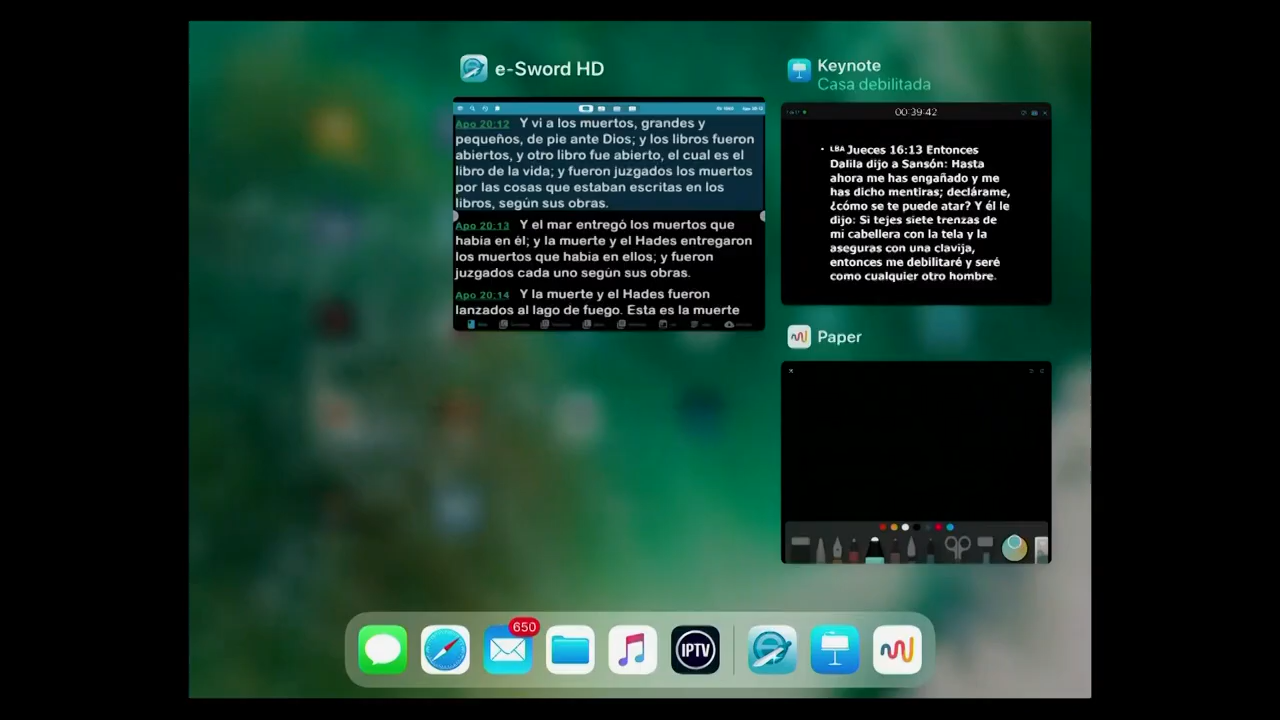 e-Sword HD
Apo 20:12 Y vi a los muertos, grandes y
pequeños, de pie ante Dios; y los libros fueron
abiertos, y otro libro fue abierto, el cual es el
libro de la vida; y fueron juzgados los muertos
por las cosas que estaban escritas en los
libros, según sus obras.
Apo 20:13 Y el mar entregó los muertos que
había en él; y la muerte y el Hades entregaron
los muertos que había en ellos; y fueron
juzgados cada uno según sus obras.
Apo 20:14 Y la muerte y el Hades fueron
lanzados al lago de fuego. Esta es la muerte
Keynote
Casa debilitada
00:39:42
• LBA Jueces 16:13 Entonces
Dalila dijo a Sansón: Hasta
ahora me has engañado y me
has dicho mentiras; declárame,
¿cómo se te puede atar? Y él le
dijo: Si tejes siete trenzas de
mi cabellera con la tela y la
aseguras con una clavija,
entonces me debilitaré y seré
como cualquier otro hombre.
Paper
650
IPTV